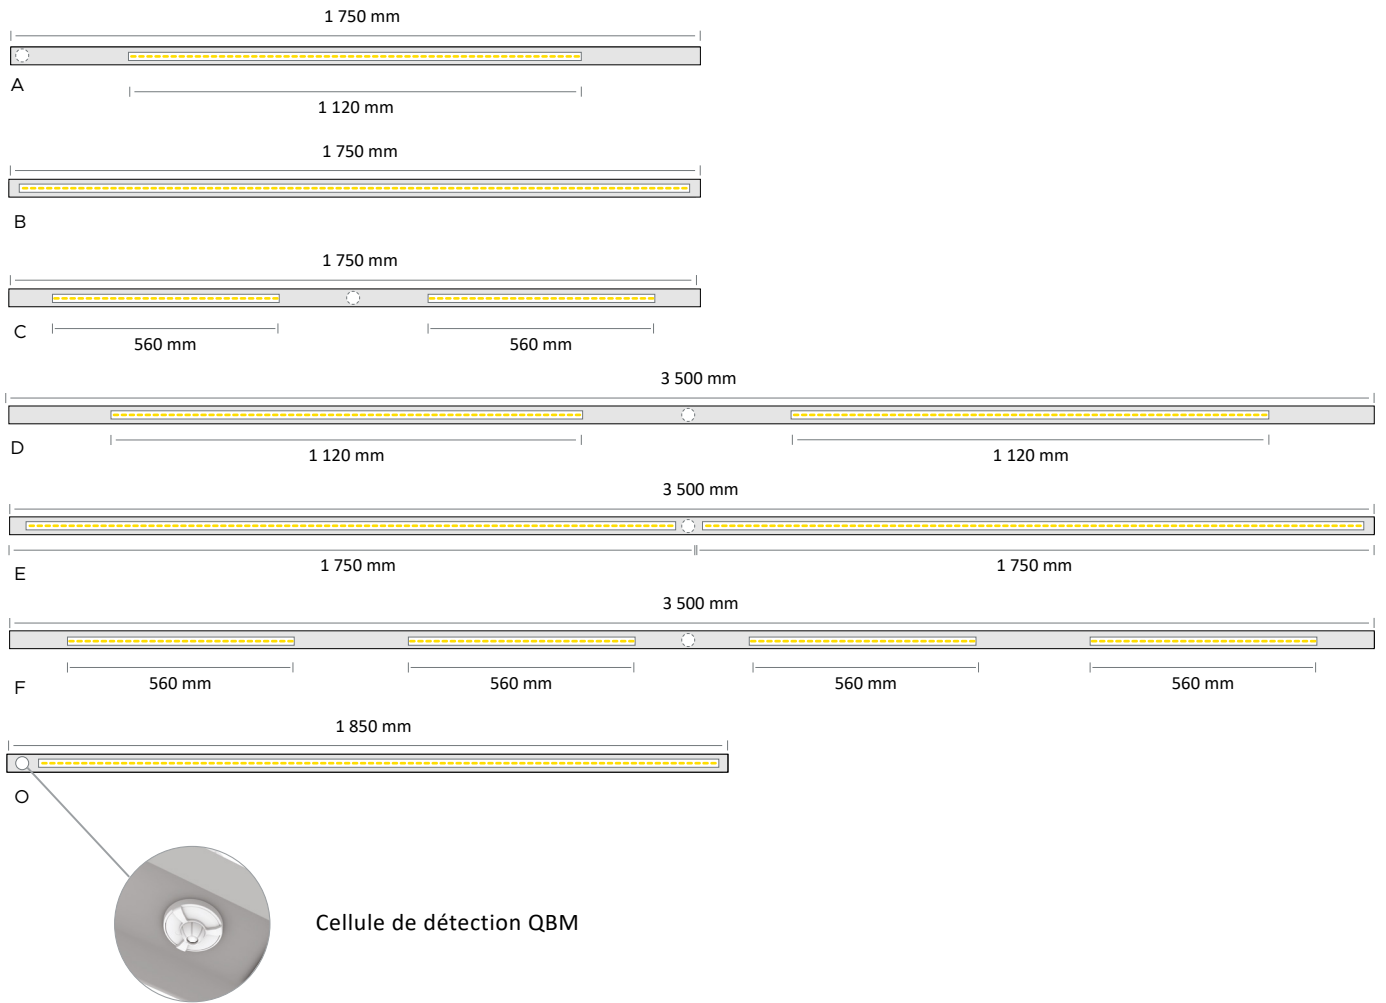 1 750 mm
A
1 120 mm
1 750 mm
B
1 750 mm
C
560 mm 560 mm
3 500 mm
D
1 120 mm 1 120 mm
3 500 mm
E
1 750 mm 1 750 mm
3 500 mm
F
560 mm 560 mm 560 mm 560 mm
1 850 mm
O
Cellule de détection QBM